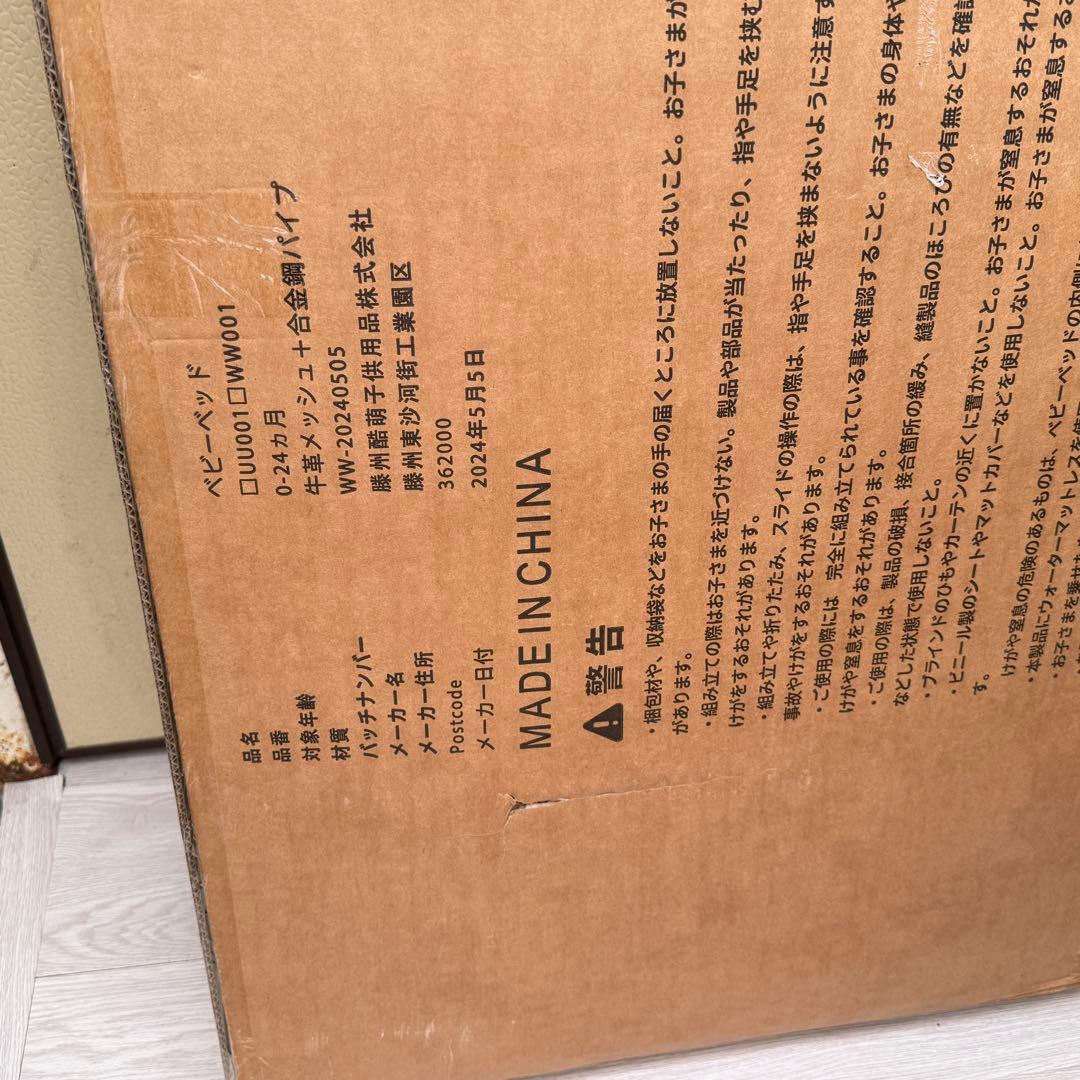 品名 ベビーベッド
品番 □UU001□WW001
対象年齢 0-24ヵ月
材質 牛革メッシュ+合金鋼パイプ
バッチナンバー WW-20240505
メーカー名 滕州酷萌子供用品株式会社
メーカー住所 滕州東沙河街工業園区
Postcode 362000
メーカー日付 2024年5月5日
MADE IN CHINA
警告
・梱包材や、収納袋などをお子さまの手の届くところに放置しないこと。お子さまが
があります。
・組み立ての際はお子さまを近づけない。製品や部品が当たったり、指や手足を挟む
けがをするおそれがあります。
・組み立てや折りたたみ、スライドの操作の際は、指や手足を挟まないように注意す
事故やけがをするおそれがあります。
・ご使用の際には 完全に組み立てられている事を確認すること。お子さまの身体や
けがや窒息をするおそれがあります。
・ご使用の際は、製品の破損、接合箇所の緩み、縫製品のほころびの有無などを確認
などした状態で使用しないこと。
・ブラインドのひもやカーテンの近くに置かないこと。お子さまが窒息するおそれが
・ビニール製のシートやマットカバーなどを使用しないこと。お子さまが窒息するお
す。
けがや窒息の危険のあるものは、ベビーベッドの内側に
・本製品にウォーターマットレスを使
・お子さまを乗せ